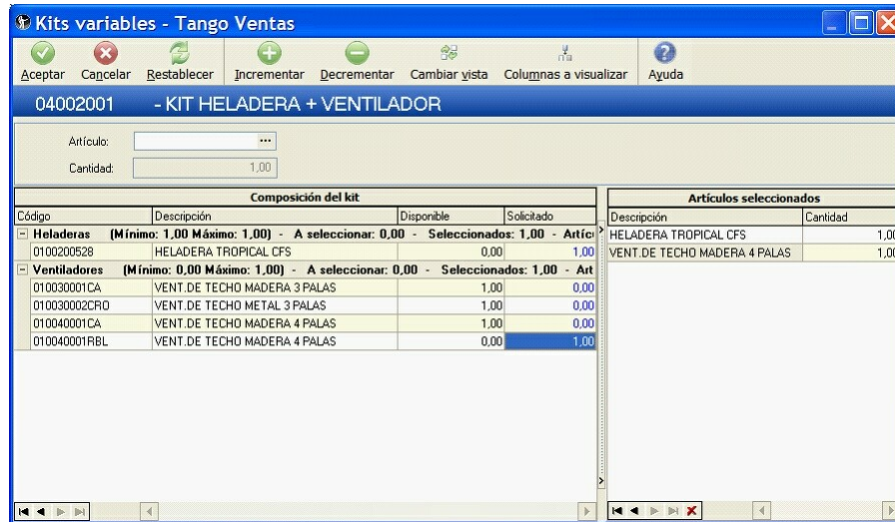 Kits variables - Tango Ventas
Aceptar Cancelar Restablecer Incrementar Decrementar Cambiar vista Columnas a visualizar Ayuda
04002001 - KIT HELADERA + VENTILADOR
Artículo: ...
Cantidad: 1,00
Composición del kit Artículos seleccionados
Código Descripción Disponible Solicitado Descripción Cantidad
Heladeras (Mínimo: 1,00 Máximo: 1,00) - A seleccionar: 0,00 - Seleccionados: 1,00 - Artíc HELADERA TROPICAL CFS 1,00
0100200528 HELADERA TROPICAL CFS 0,00 1,00 VENT.DE TECHO MADERA 4 PALAS 1,00
Ventiladores (Mínimo: 0,00 Máximo: 1,00) - A seleccionar: 0,00 - Seleccionados: 1,00 - Art
010030001CA VENT.DE TECHO MADERA 3 PALAS 1,00 0,00
010030002CRO VENT.DE TECHO METAL 3 PALAS 1,00 0,00
010040001CA VENT.DE TECHO MADERA 4 PALAS 1,00 0,00
010040001RBL VENT.DE TECHO MADERA 4 PALAS 0,00 1,00